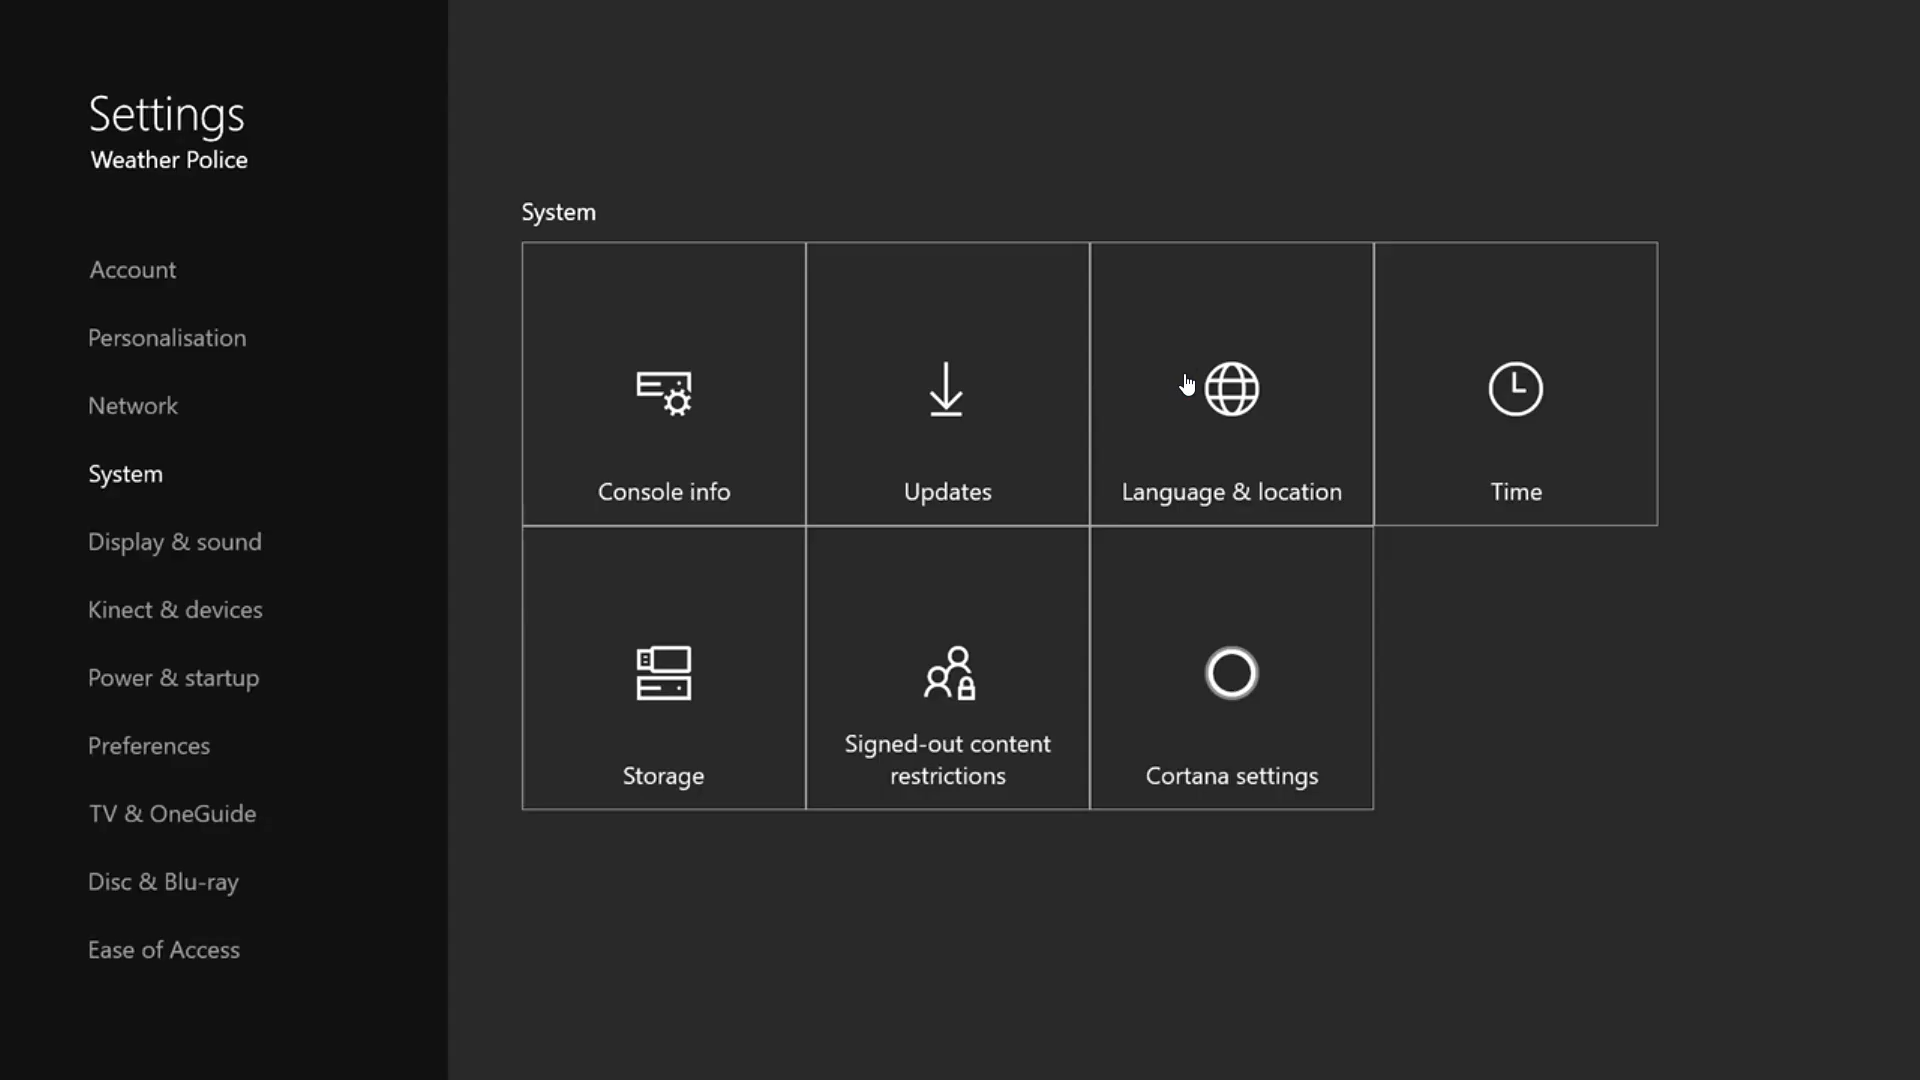 Settings
Weather Police
Account
Personalisation
Network
System
Display & sound
Kinect & devices
Power & startup
Preferences
TV & OneGuide
Disc & Blu-ray
Ease of Access
System
Console info
Updates
Language & location
Time
Storage
Signed-out content
restrictions
Cortana settings